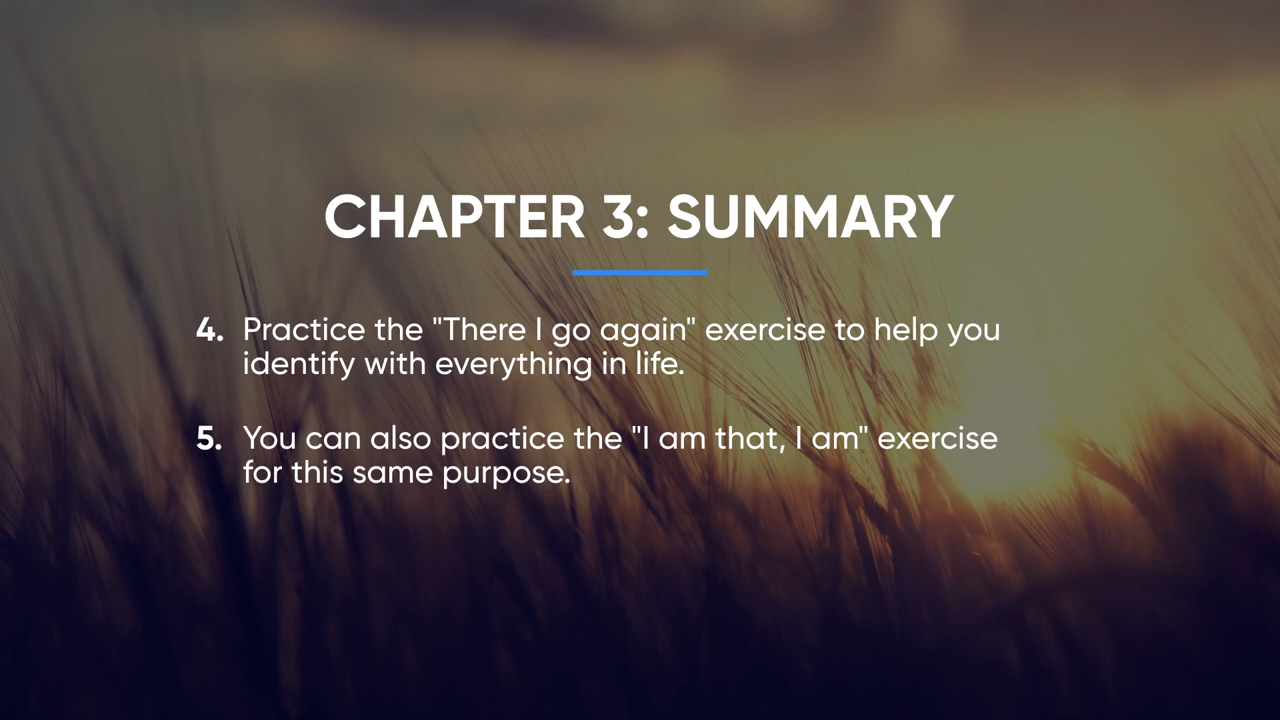 CHAPTER 3: SUMMARY
4. Practice the "There I go again" exercise to help you
identify with everything in life.
5. You can also practice the "I am that, I am" exercise
for this same purpose.